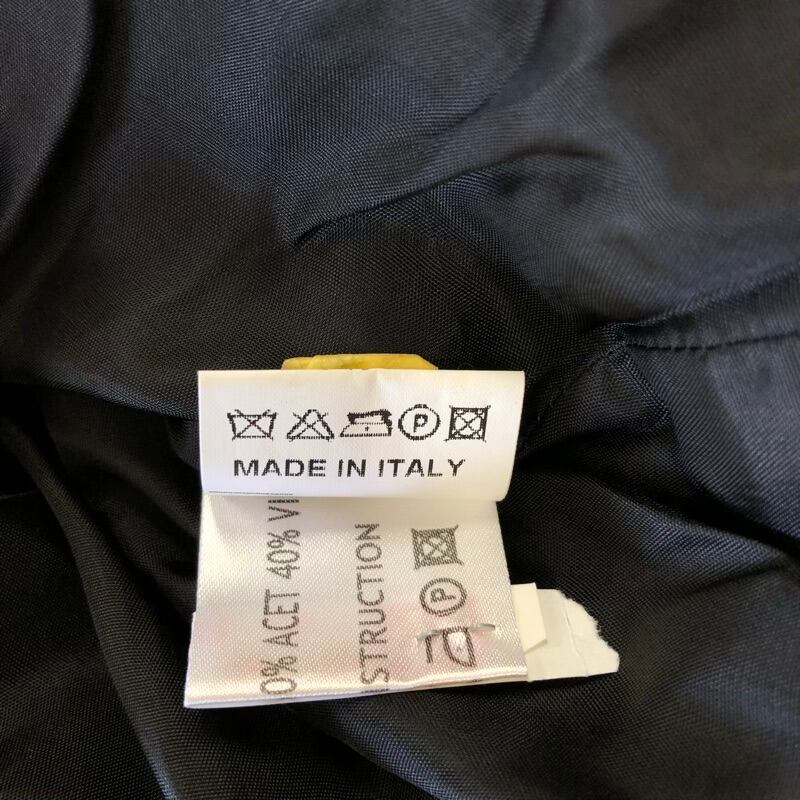 P
MADE IN ITALY
0% ACET 40% V
STRUCTION
P